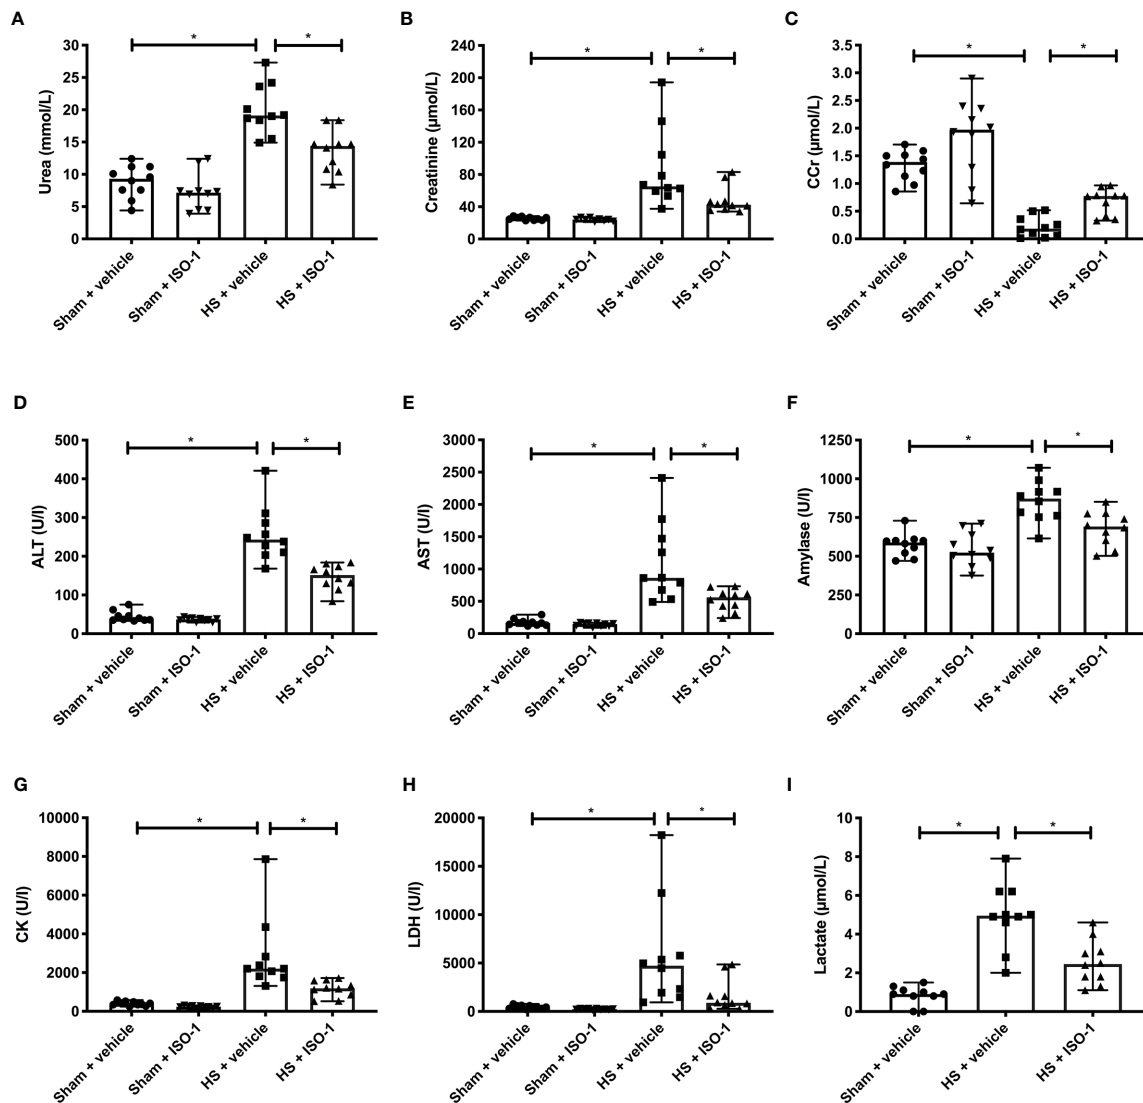 A
Urea (mmol/L)
30
25
20
15
10
5
0
*
*
Sham + vehicle
Sham + ISO-1
HS + vehicle
HS + ISO-1
B
Creatinine (μmol/L)
240
200
160
120
80
40
0
*
*
Sham + vehicle
Sham + ISO-1
HS + vehicle
HS + ISO-1
C
CCr (μmol/L)
3.5
3.0
2.5
2.0
1.5
1.0
0.5
0.0
*
*
Sham + vehicle
Sham + ISO-1
HS + vehicle
HS + ISO-1
D
ALT (U/l)
500
400
300
200
100
0
*
*
Sham + vehicle
Sham + ISO-1
HS + vehicle
HS + ISO-1
E
AST (U/l)
3000
2500
2000
1500
1000
500
0
*
*
Sham + vehicle
Sham + ISO-1
HS + vehicle
HS + ISO-1
F
Amylase (U/l)
1250
1000
750
500
250
0
*
*
Sham + vehicle
Sham + ISO-1
HS + vehicle
HS + ISO-1
G
CK (U/l)
10000
8000
6000
4000
2000
0
*
*
Sham + vehicle
Sham + ISO-1
HS + vehicle
HS + ISO-1
H
LDH (U/l)
20000
15000
10000
5000
0
*
*
Sham + vehicle
Sham + ISO-1
HS + vehicle
HS + ISO-1
I
Lactate (μmol/L)
10
8
6
4
2
0
*
*
Sham + vehicle
HS + vehicle
HS + ISO-1